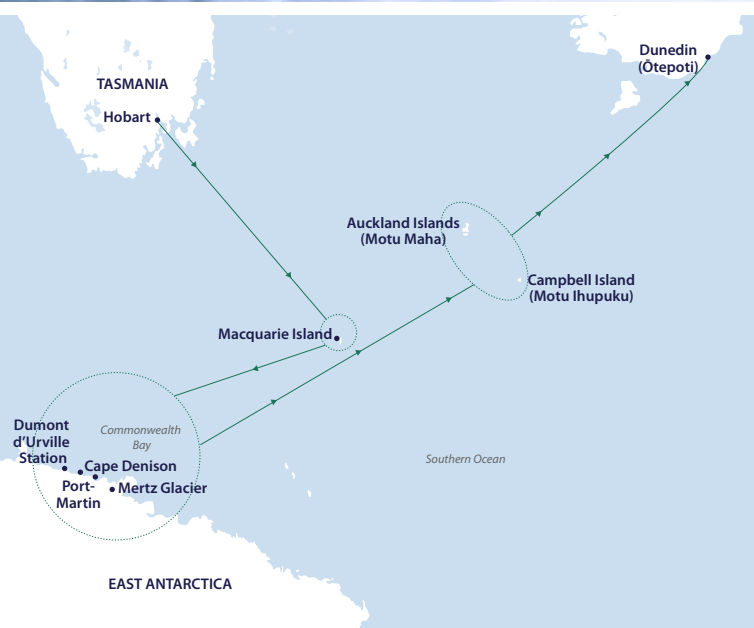 Dunedin
(Ōtepoti)
TASMANIA
Hobart
Auckland Islands
(Motu Maha)
Campbell Island
(Motu Ihupuku)
Macquarie Island
Commonwealth
Bay
Dumont
d'Urville
Station
Cape Denison
Port-
Martin
Mertz Glacier
Southern Ocean
EAST ANTARCTICA